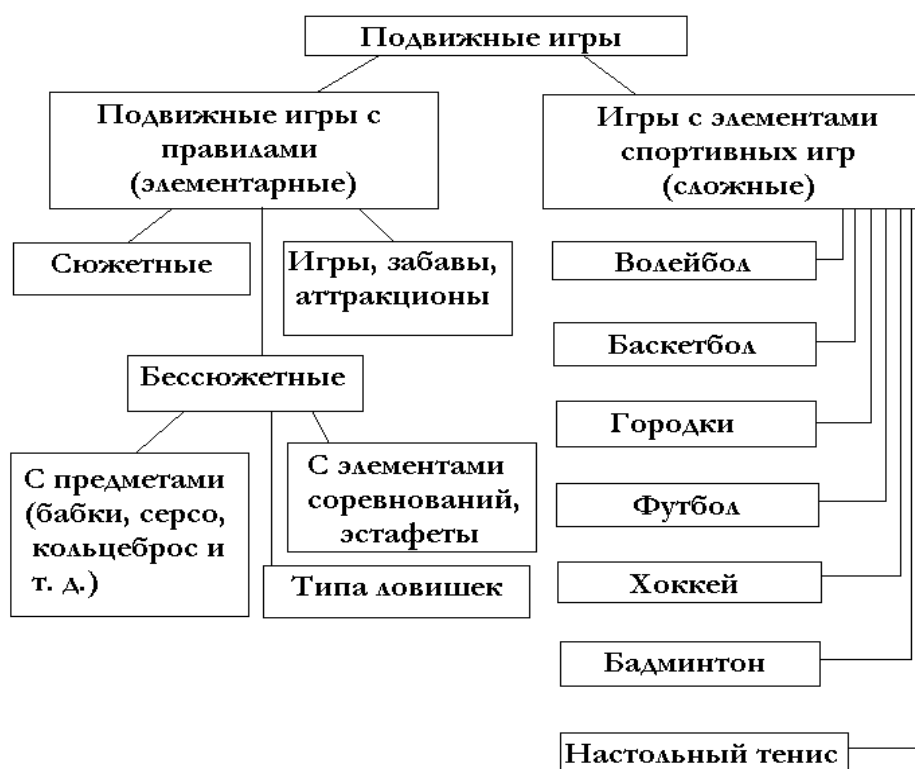 Подвижные игры
Подвижные игры с
правилами
(элементарные)
Игры с элементами
спортивных игр
(сложные)
Сюжетные
Игры, забавы,
аттракционы
Волейбол
Баскетбол
Бессюжетные
Городки
С предметами
(бабки, серсо,
кольцеброс и
т. д.)
С элементами
соревнований,
эстафеты
Футбол
Типа ловишек
Хоккей
Бадминтон
Настольный тенис